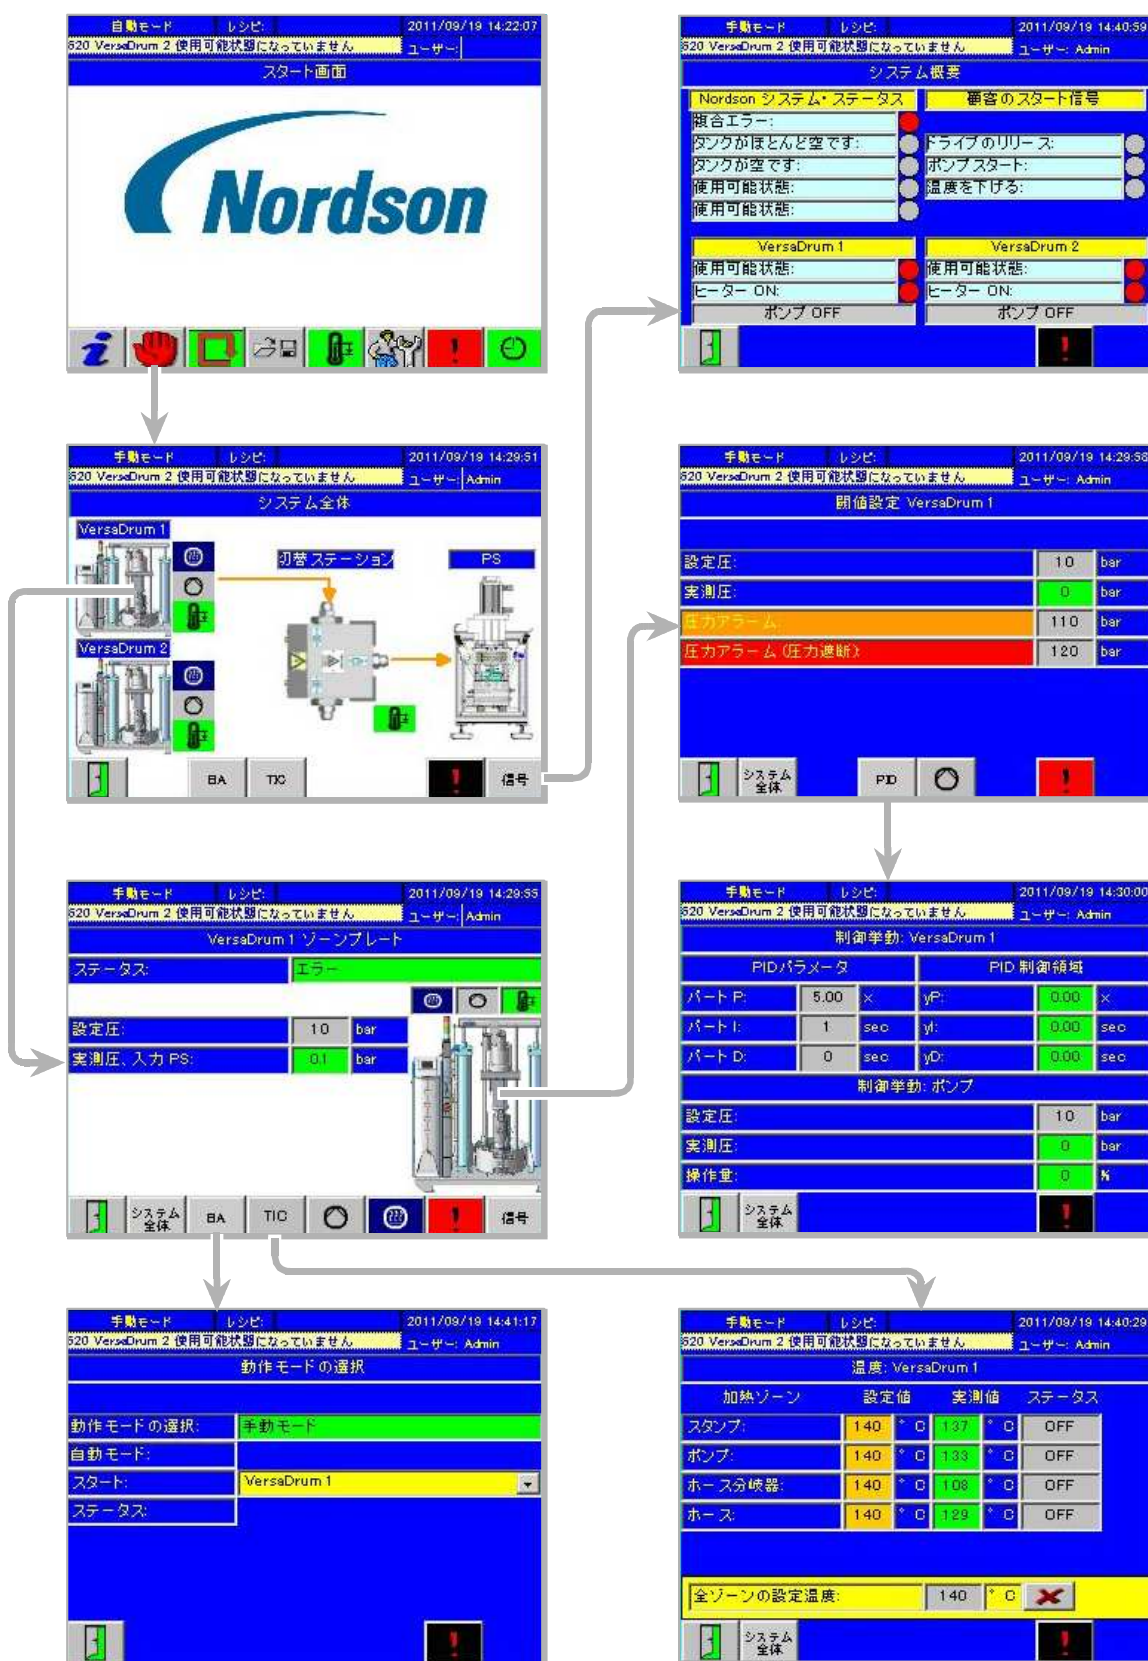 自動モード レシピ: 2011/09/19 14:22:07
520 VersaDrum 2 使用可能状態になっていません ユーザー:
スタート画面
Nordson
手動モード レシピ: 2011/09/19 14:40:59
520 VersaDrum 2 使用可能状態になっていません ユーザー: Admin
システム概要
Nordson システム・ステータス 顧客のスタート信号
複合エラー:
タンクがほとんど空です: ドライブのリリース:
タンクが空です: ポンプスタート:
使用可能状態: 温度を下げる:
使用可能状態:
VersaDrum 1 VersaDrum 2
使用可能状態: 使用可能状態:
ヒーター ON: ヒーター ON:
ポンプ OFF ポンプ OFF
手動モード レシピ: 2011/09/19 14:29:51
520 VersaDrum 2 使用可能状態になっていません ユーザー: Admin
システム全体
VersaDrum 1
切替ステーション PS
VersaDrum 2
BA TIC 信号
手動モード レシピ: 2011/09/19 14:29:58
520 VersaDrum 2 使用可能状態になっていません ユーザー: Admin
閾値設定 VersaDrum 1
設定圧: 10 bar
実測圧: 0 bar
圧力アラーム: 110 bar
圧力アラーム (圧力遮断): 120 bar
システム全体 PID
手動モード レシピ: 2011/09/19 14:29:55
520 VersaDrum 2 使用可能状態になっていません ユーザー: Admin
VersaDrum 1 ゾーンプレート
ステータス: エラー
設定圧: 10 bar
実測圧、入力 PS: 0.1 bar
システム全体 BA TIC 信号
手動モード レシピ: 2011/09/19 14:30:00
520 VersaDrum 2 使用可能状態になっていません ユーザー: Admin
制御挙動: VersaDrum 1
PIDパラメータ PID 制御領域
パート P: 5.00 x yP: 0.00 x
パート I: 1 sec yI: 0.00 sec
パート D: 0 sec yD: 0.00 sec
制御挙動: ポンプ
設定圧: 10 bar
実測圧: 0 bar
操作量: 0 %
システム全体
手動モード レシピ: 2011/09/19 14:41:17
520 VersaDrum 2 使用可能状態になっていません ユーザー: Admin
動作モードの選択
動作モードの選択: 手動モード
自動モード:
スタート: VersaDrum 1
ステータス:
手動モード レシピ: 2011/09/19 14:40:29
520 VersaDrum 2 使用可能状態になっていません ユーザー: Admin
温度: VersaDrum 1
加熱ゾーン 設定値 実測値 ステータス
スタンプ: 140 ° C 137 ° C OFF
ポンプ: 140 ° C 133 ° C OFF
ホース分岐器: 140 ° C 108 ° C OFF
ホース: 140 ° C 129 ° C OFF
全ゾーンの設定温度: 140 ° C
システム全体